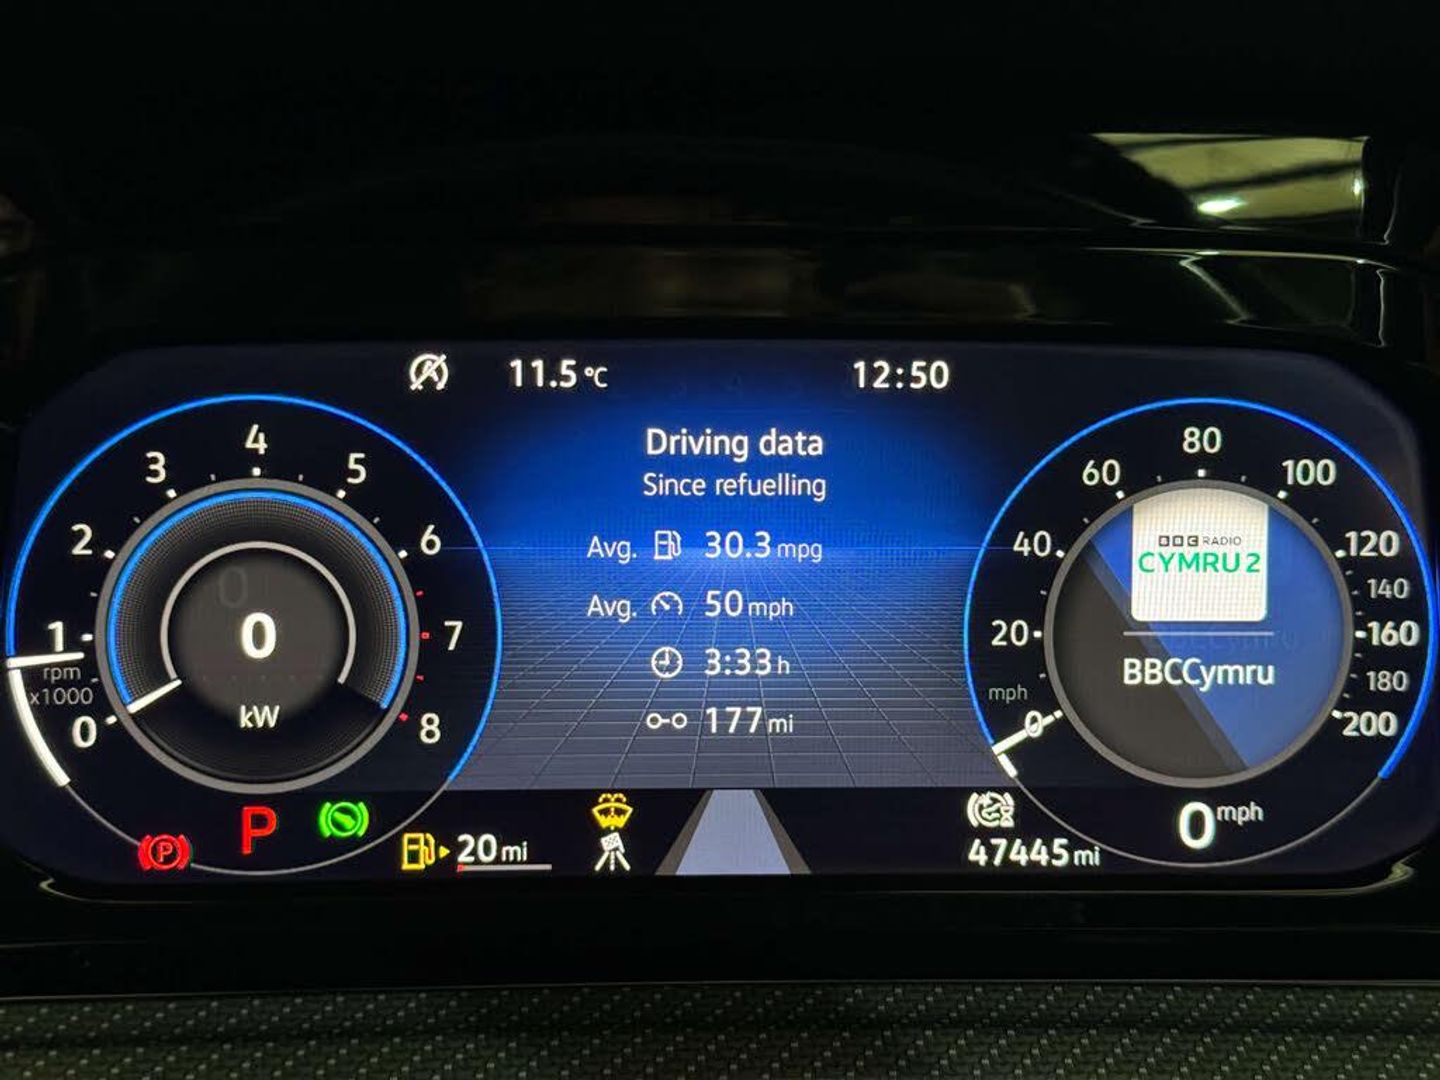 11.5 °C
12:50
Driving data
Since refuelling
Avg. 30.3 mpg
Avg. 50 mph
3:33 h
177 mi
0
1
2
3
4
5
6
7
8
rpm
x1000
0
kW
P
P
20 mi
47445 mi
0
20
40
60
80
100
120
140
160
180
200
mph
BBC RADIO
CYMRU 2
BBCCymru
0 mph